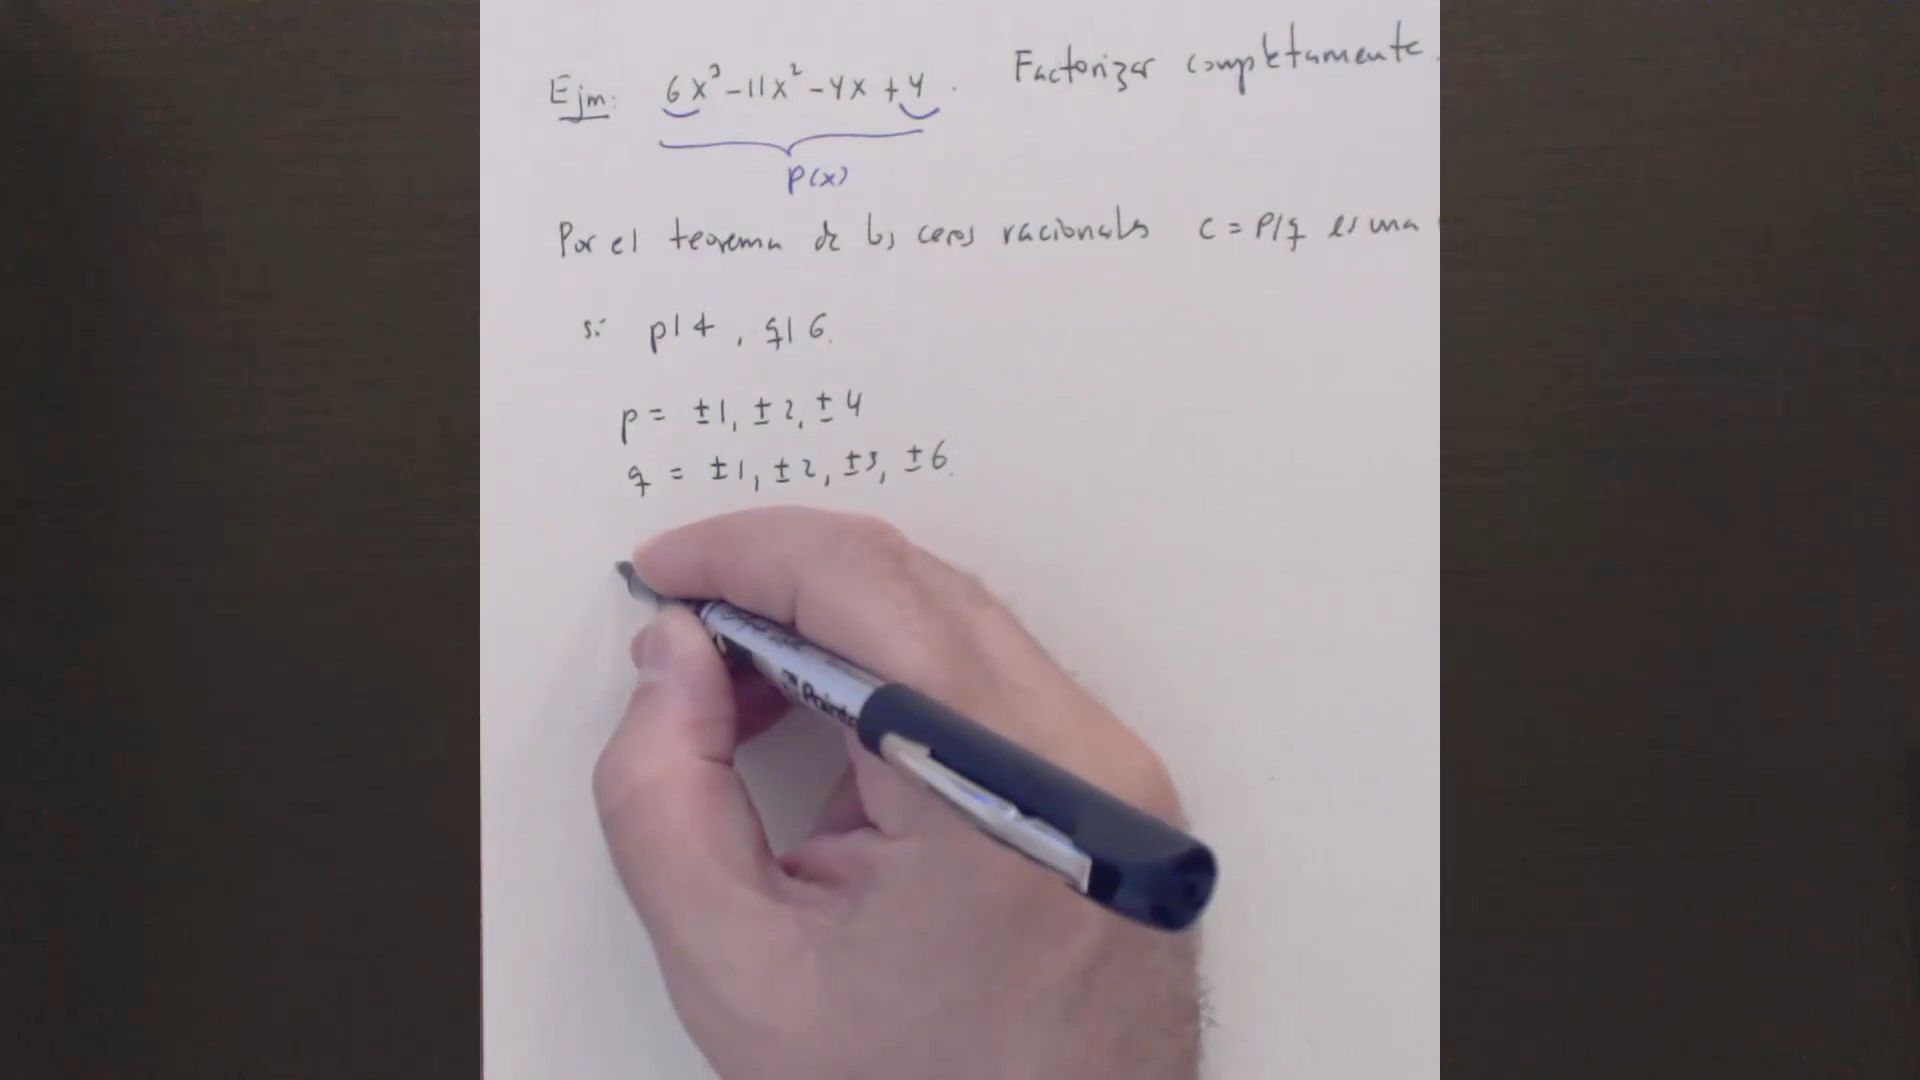 Ejm: 6x³ - 11x² - 4x + 4. Factorizar completamente.
P(x)
Por el teorema de los ceros racionales c = P/q es una
si p|4, q|6.
p = ±1, ±2, ±4
q = ±1, ±2, ±3, ±6.
Pointe